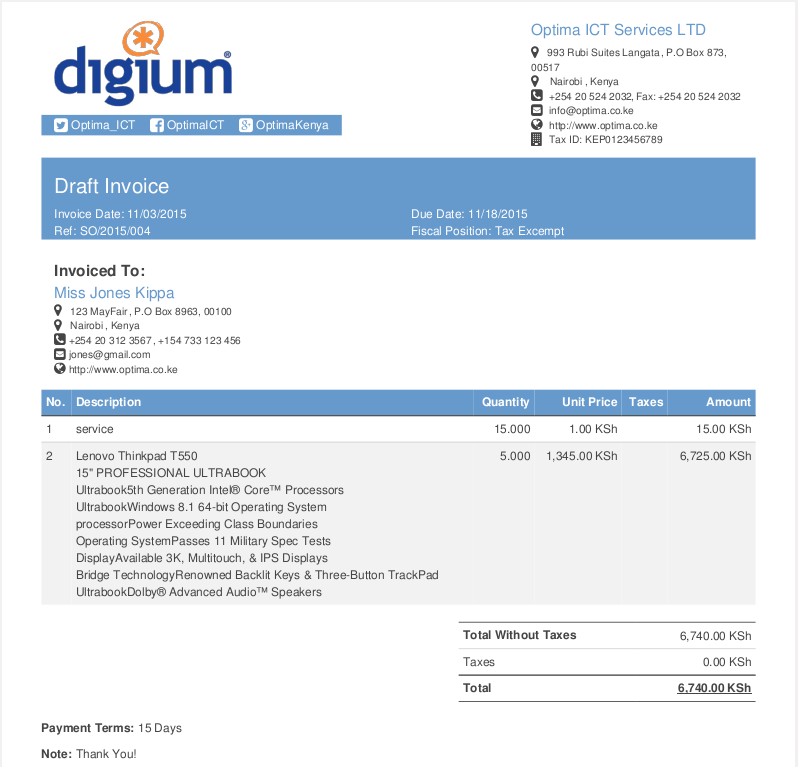 digium®
Optima_ICT OptimaICT OptimaKenya
Optima ICT Services LTD
993 Rubi Suites Langata, P.O Box 873,
00517
Nairobi , Kenya
+254 20 524 2032, Fax: +254 20 524 2032
info@optima.co.ke
http://www.optima.co.ke
Tax ID: KEP0123456789
Draft Invoice
Invoice Date: 11/03/2015 Due Date: 11/18/2015
Ref: SO/2015/004 Fiscal Position: Tax Excempt
Invoiced To:
Miss Jones Kippa
123 MayFair, P.O Box 8963, 00100
Nairobi , Kenya
+254 20 312 3567, +154 733 123 456
jones@gmail.com
http://www.optima.co.ke
No. Description Quantity Unit Price Taxes Amount
1 service 15.000 1.00 KSh 15.00 KSh
2 Lenovo Thinkpad T550 5.000 1,345.00 KSh 6,725.00 KSh
15" PROFESSIONAL ULTRABOOK
Ultrabook5th Generation Intel® Core™ Processors
UltrabookWindows 8.1 64-bit Operating System
processorPower Exceeding Class Boundaries
Operating SystemPasses 11 Military Spec Tests
DisplayAvailable 3K, Multitouch, & IPS Displays
Bridge TechnologyRenowned Backlit Keys & Three-Button TrackPad
UltrabookDolby® Advanced Audio™ Speakers
Total Without Taxes 6,740.00 KSh
Taxes 0.00 KSh
Total 6,740.00 KSh
Payment Terms: 15 Days
Note: Thank You!